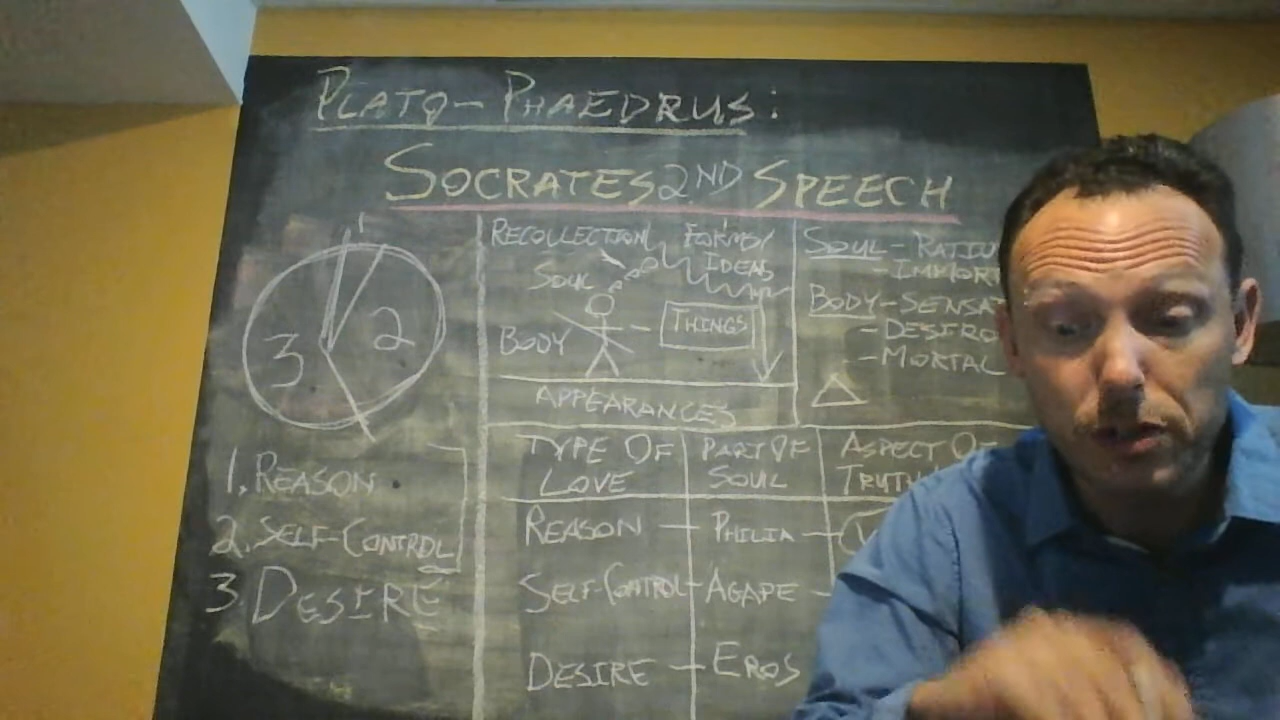 PLATO - PHAEDRUS:
SOCRATES 2ND SPEECH
1
2
3
1. REASON
2. SELF-CONTROL
3. DESIRE
RECOLLECTION
FORMS/
IDEAS
SOUL
BODY
THINGS
APPEARANCES
SOUL -
- IMMORT
BODY - SENSAT
- DESIRO
- MORTAL
TYPE OF LOVE
PART OF SOUL
ASPECT OF TRUTH
REASON — PHILIA —
SELF-CONTROL - AGAPE -
DESIRE — EROS